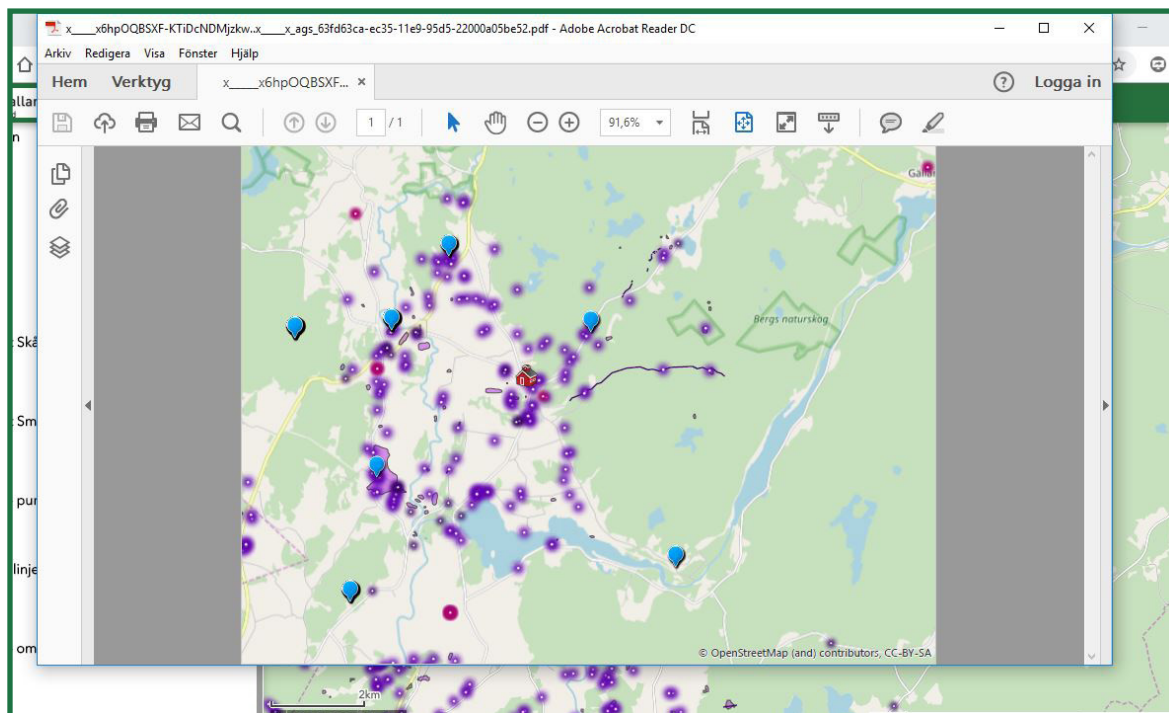 x____x6hpOQBSXF-KTiDcNDMjzkw..x____x_ags_63fd63ca-ec35-11e9-95d5-22000a05be52.pdf - Adobe Acrobat Reader DC
Arkiv Redigera Visa Fönster Hjälp
Hem Verktyg x____x6hpOQBSXF... × ? Logga in
1 / 1 91,6%
allar
n
Gällar
Bergs naturskog
Skå
Sm
pur
linje
om
© OpenStreetMap (and) contributors, CC-BY-SA
2km